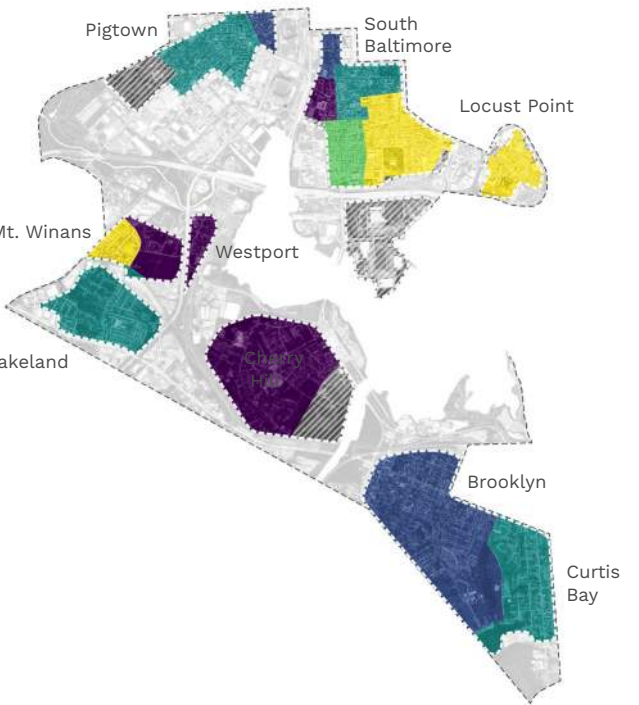 Pigtown
South
Baltimore
Locust Point
Mt. Winans
Westport
akeland
Cherry
Hill
Brooklyn
Curtis
Bay